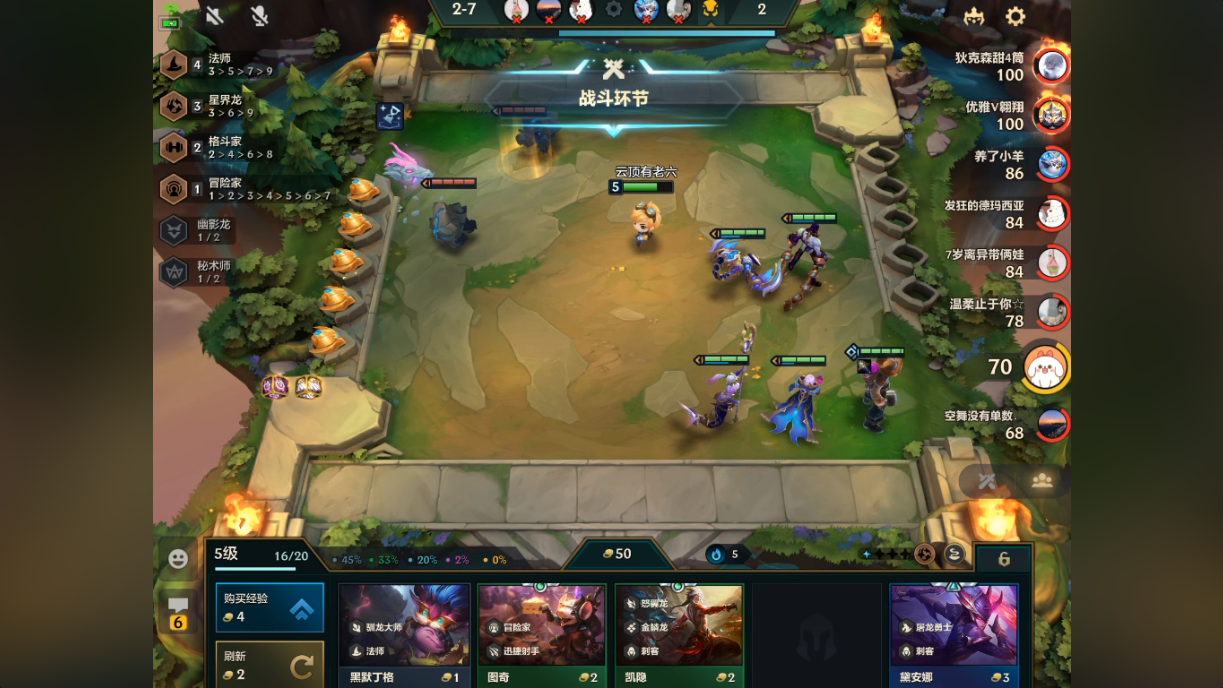 2-7
2
战斗环节
4
法师
3 > 5 > 7 > 9
3
星界龙
3 > 6 > 9
2
格斗家
2 > 4 > 6 > 8
1
冒险家
1 > 2 > 3 > 4 > 5 > 6 > 7
幽影龙
1 / 2
秘术师
1 / 2
云顶有老六
5
狄克森甜4筒
100
优雅V翱翔
100
养了小羊
86
发狂的德玛西亚
84
7岁离异带俩娃
84
温柔止于你☆
78
70
空舞没有单数.
68
5级
16/20
45%
33%
20%
2%
0%
50
5
6
6
购买经验
4
刷新
2
驯龙大师
法师
黑默丁格
1
冒险家
迅捷射手
图奇
2
怒翼龙
金鳞龙
刺客
凯隐
2
屠龙勇士
刺客
黛安娜
3